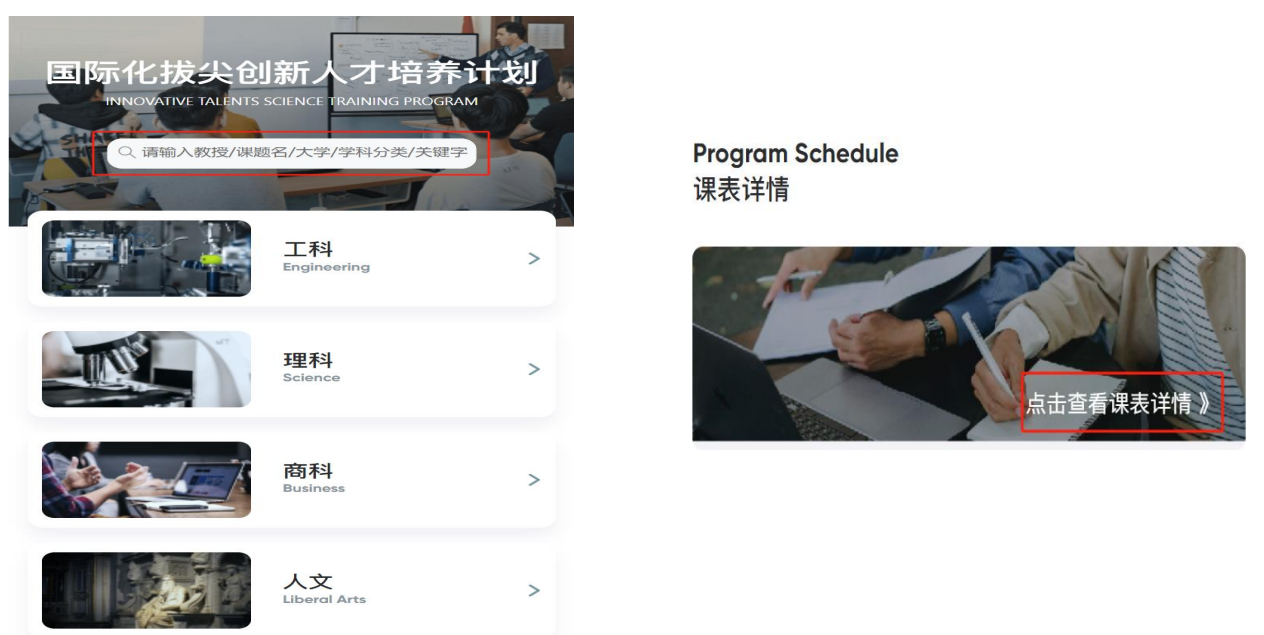 国际化拔尖创新人才培养计划
INNOVATIVE TALENTS SCIENCE TRAINING PROGRAM
请输入教授/课题名/大学/学科分类/关键字
工科
Engineering
理科
Science
商科
Business
人文
Liberal Arts
Program Schedule
课表详情
点击查看课表详情 》